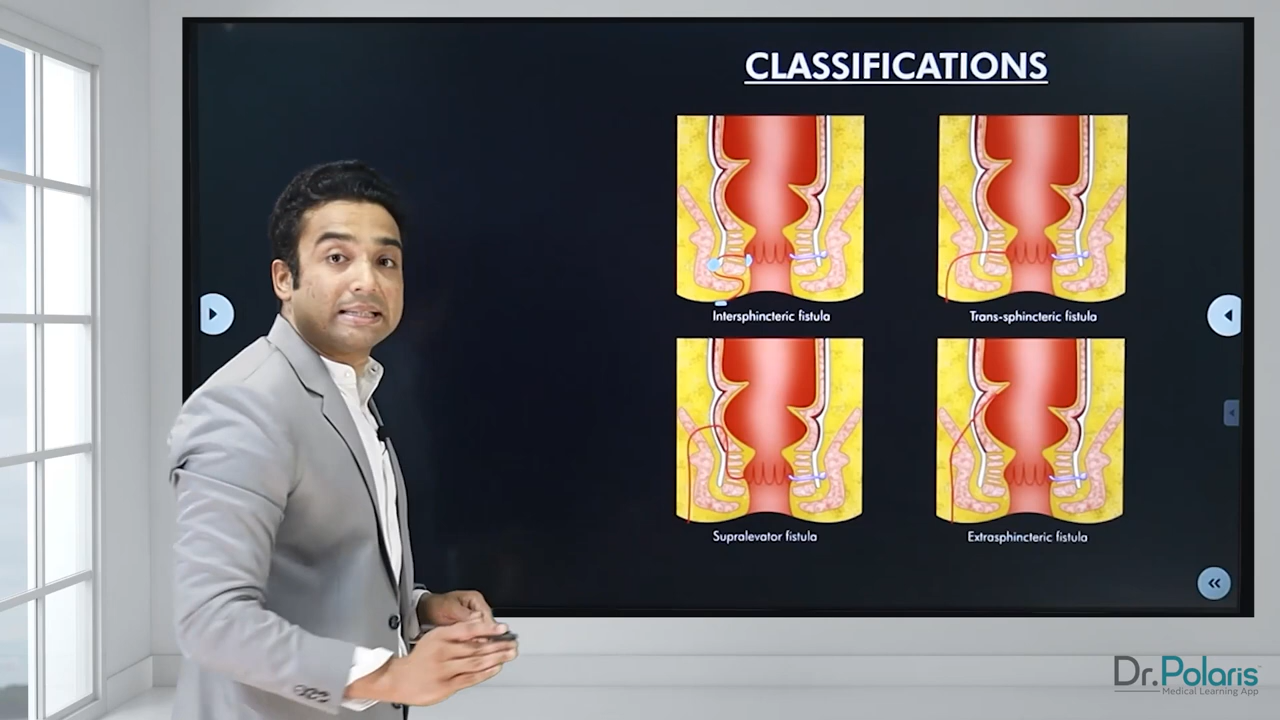 CLASSIFICATIONS
Intersphincteric fistula
Trans-sphincteric fistula
Supralevator fistula
Extrasphincteric fistula
Dr.Polaris
Medical Learning App